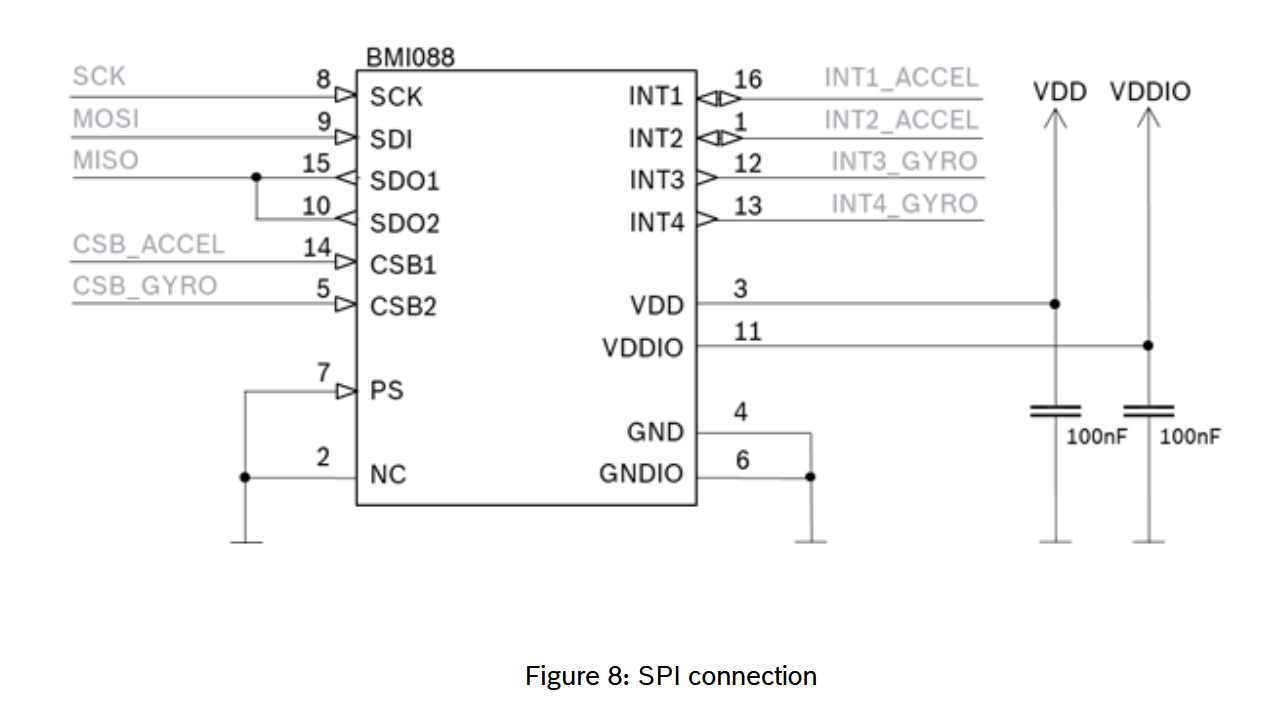 BMI088
SCK 8 SCK
MOSI 9 SDI
MISO 15 SDO1
10 SDO2
CSB_ACCEL 14 CSB1
CSB_GYRO 5 CSB2
7 PS
2 NC
INT1 16 INT1_ACCEL
INT2 1 INT2_ACCEL
INT3 12 INT3_GYRO
INT4 13 INT4_GYRO
VDD 3
VDDIO 11
GND 4
GNDIO 6
VDD VDDIO
100nF 100nF
Figure 8: SPI connection